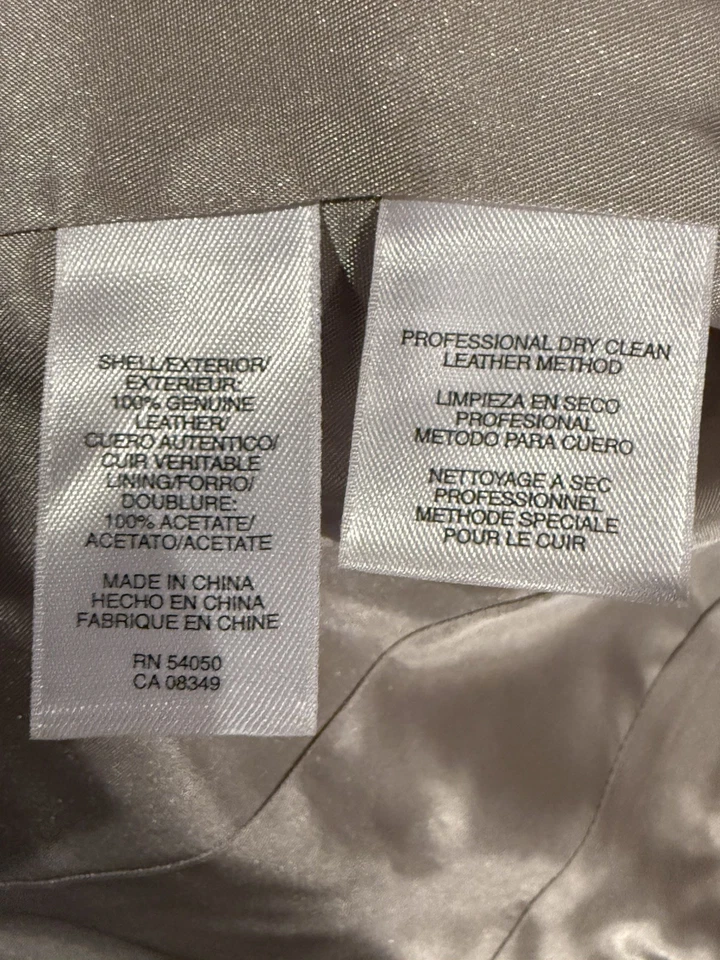 SHELL/EXTERIOR/
EXTERIEUR:
100% GENUINE
LEATHER/
CUERO AUTENTICO/
CUIR VERITABLE
LINING/FORRO/
DOUBLURE:
100% ACETATE/
ACETATO/ACETATE
MADE IN CHINA
HECHO EN CHINA
FABRIQUE EN CHINE
RN 54050
CA 08349
PROFESSIONAL DRY CLEAN
LEATHER METHOD
LIMPIEZA EN SECO
PROFESIONAL
METODO PARA CUERO
NETTOYAGE A SEC
PROFESSIONNEL
METHODE SPECIALE
POUR LE CUIR